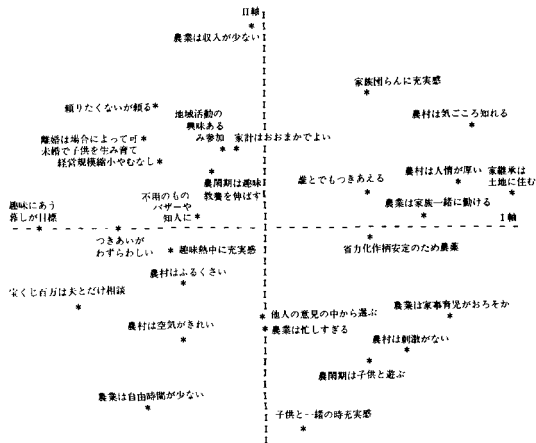 II軸
農業は収入が少ない
家族団らんに充実感
頼りたくないが頼る
地域活動の
興味ある
み参加
農村は気ごころ知れる
離婚は場合によって可
家計はおおまかでよい
未婚で子供を生み育て
経営規模縮小やむなし
農閑期は趣味
教養を伸ばす
誰とでもつきあえる
農村は人情が厚い
家継承は
土地に住む
趣味にあう
暮しが目標
不用のもの
バザーや
知人に
農業は家族一緒に働ける
1軸
つきあいが
わずらわしい
趣味熱中に充実感
省力化作柄安定のため農薬
農村はふるくさい
宝くじ百万は夫とだけ相談
農村は空気がきれい
他人の意見の中から選ぶ
農業は忙しすぎる
農業は家事育児がおろそか
農村は刺激がない
農閑期は子供と遊ぶ
農業は自由時間が少ない
子供と一緒の時充実感